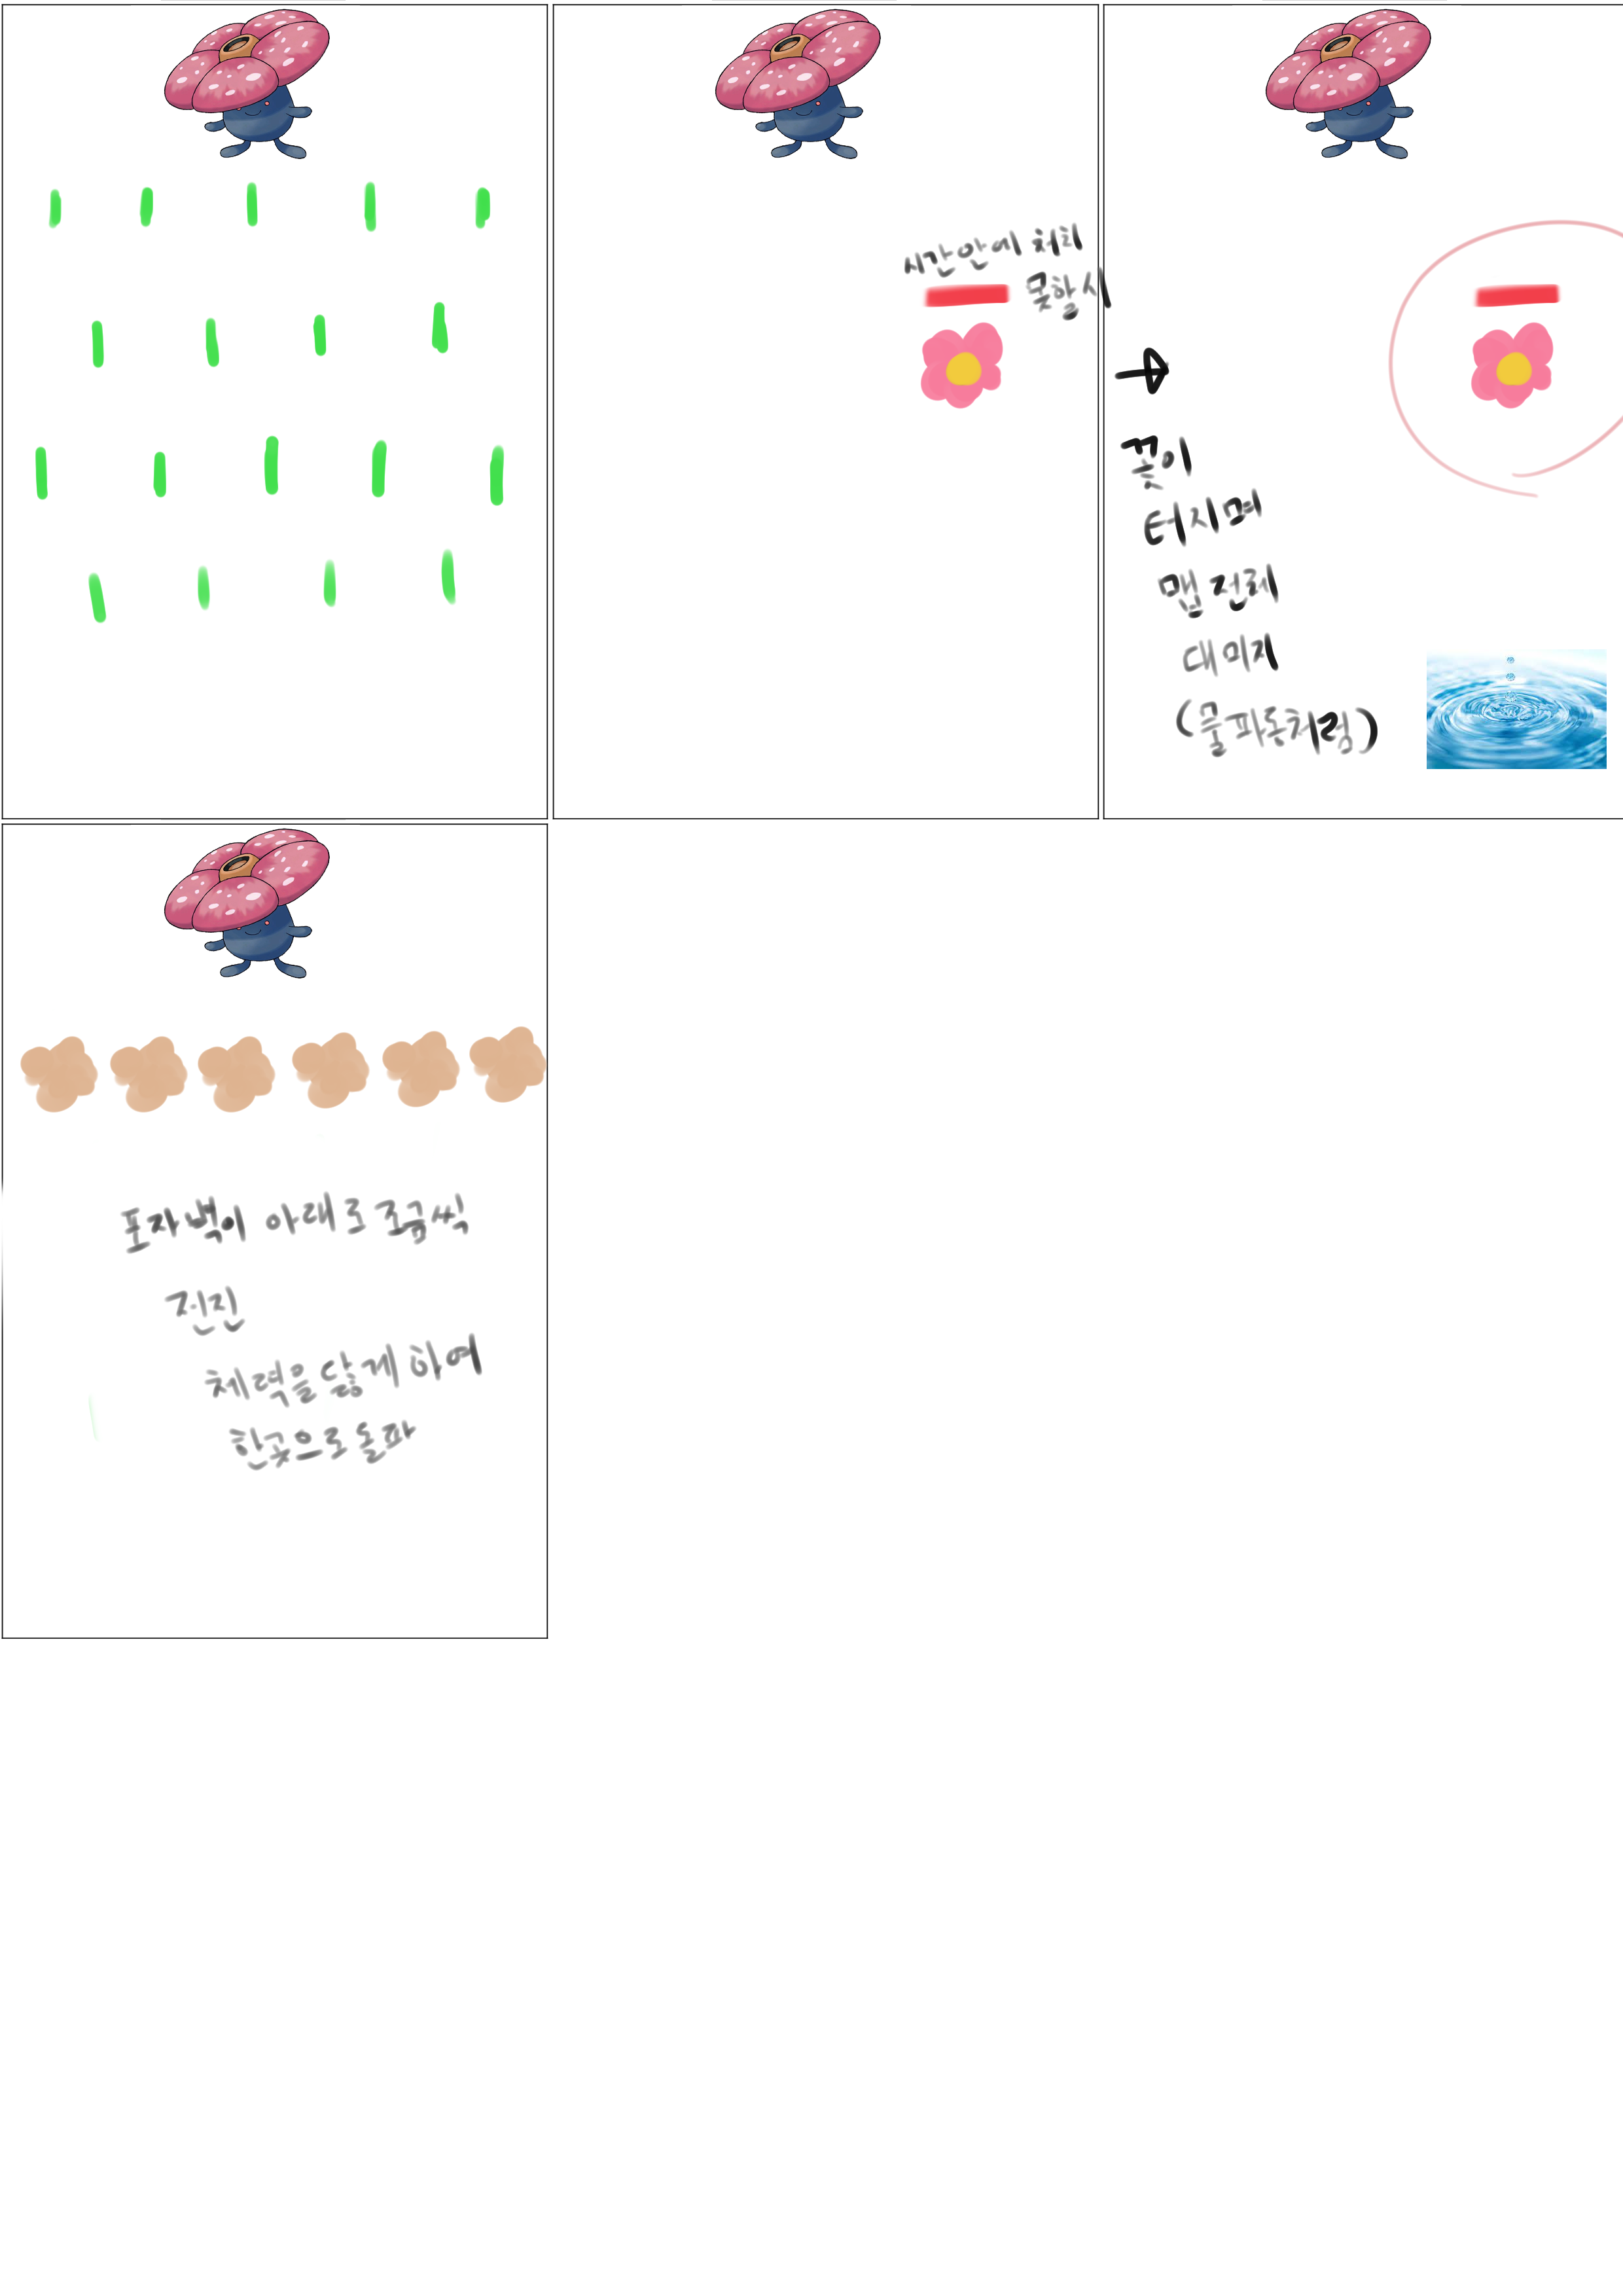 시간안에 처리
못할시
꽃이
터지며
맵 전체
대미지
(물파동처럼)
포자벽이 아래로 조금씩
전진
체력을 닳게 하여
한곳으로 돌파